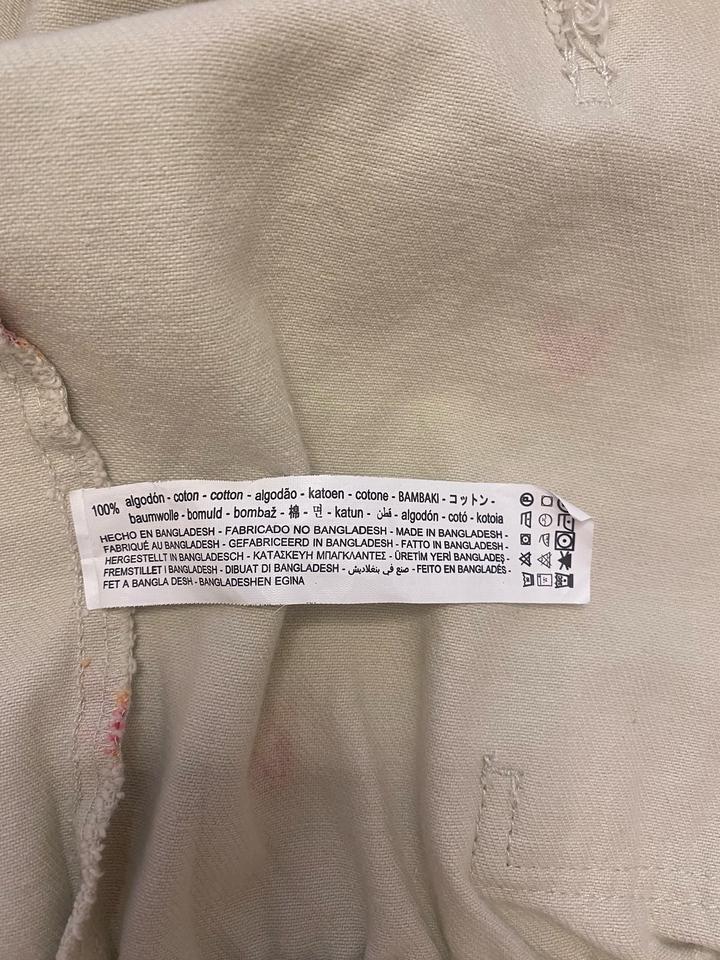 100% algodón - coton - cotton - algodão - katoen - cotone - BAMBAKI - コットン -
baumwolle - bomuld - bombaž - 棉 - 면 - katun - قطن - algodón - cotó - kotoia
HECHO EN BANGLADESH - FABRICADO NO BANGLADESH - MADE IN BANGLADESH -
FABRIQUÉ AU BANGLADESH - GEFABRICEERD IN BANGLADESH - FATTO IN BANGLADESH -
HERGESTELLT IN BANGLADESCH - ΚΑΤΑΣΚΕΥΗ ΜΠΑΓΚΛΑΝΤΕΣ - ÜRETİM YERİ BANGLADEŞ -
FREMSTILLET I BANGLADESH - DIBUAT DI BANGLADESH - صنع في بنغلاديش - FEITO EN BANGLADÉS -
FET A BANGLA DESH - BANGLADESHEN EGINA